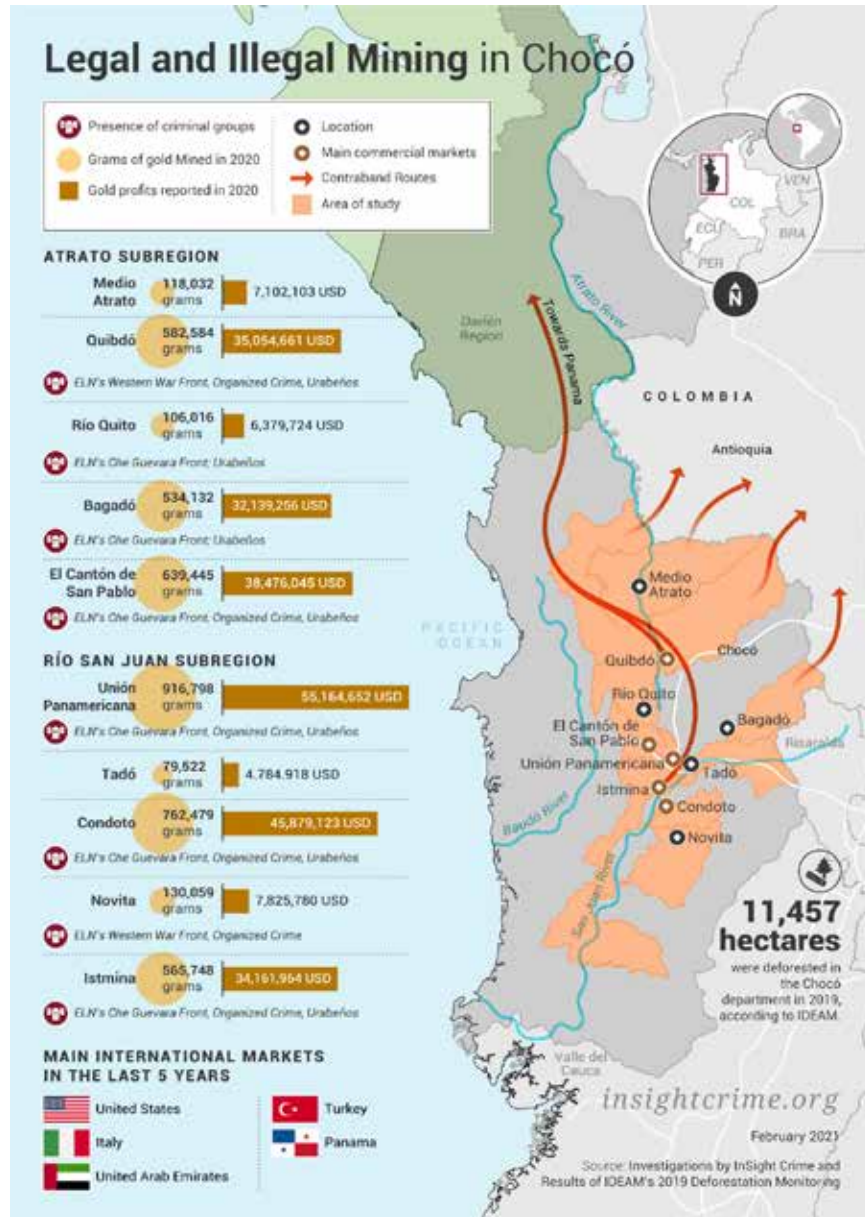 Legal and Illegal Mining in Chocó
Presence of criminal groups
Grams of gold Mined in 2020
Gold profits reported in 2020
Location
Main commercial markets
Contraband Routes
Area of study
COL
VEN
ECU
PER
BRA
N
ATRATO SUBREGION
Medio
Atrato
118,032
grams
7,102,103 USD
Quibdó
582,584
grams
35,054,661 USD
ELN's Western War Front, Organized Crime, Urabeños
Río Quito
106,016
grams
6,379,724 USD
ELN's Che Guevara Front; Urabeños
Bagadó
534,132
grams
32,139,256 USD
ELN's Che Guevara Front; Urabeños
El Cantón de
San Pablo
639,445
grams
38,476,045 USD
ELN's Che Guevara Front, Organized Crime, Urabeños
RÍO SAN JUAN SUBREGION
Unión
Panamericana
916,798
grams
55,164,652 USD
ELN's Che Guevara Front, Organized Crime, Urabeños
Tadó
79,522
grams
4.784.918 USD
Condoto
762,479
grams
45,879,123 USD
ELN's Che Guevara Front, Organized Crime, Urabeños
Novita
130,059
grams
7,825,780 USD
ELN's Western War Front, Organized Crime
Istmina
565,748
grams
34,161,964 USD
ELN's Che Guevara Front, Organized Crime, Urabeños
MAIN INTERNATIONAL MARKETS
IN THE LAST 5 YEARS
United States
Italy
United Arab Emirates
Turkey
Panama
Darién
Region
Atrato River
Towards Panama
COLOMBIA
Antioquia
PACIFIC
OCEAN
Medio
Atrato
Quibdó
Chocó
Río Quito
Bagadó
El Cantón de
San Pablo
Risaralda
Unión Panamericana
Tadó
Istmina
Condoto
Baudo River
Novita
San Juan River
Valle del
Cauca
11,457
hectares
were deforested in
the Chocó
department in 2019,
according to IDEAM.
insightcrime.org
February 2021
Source: Investigations by InSight Crime and
Results of IDEAM's 2019 Deforestation Monitoring